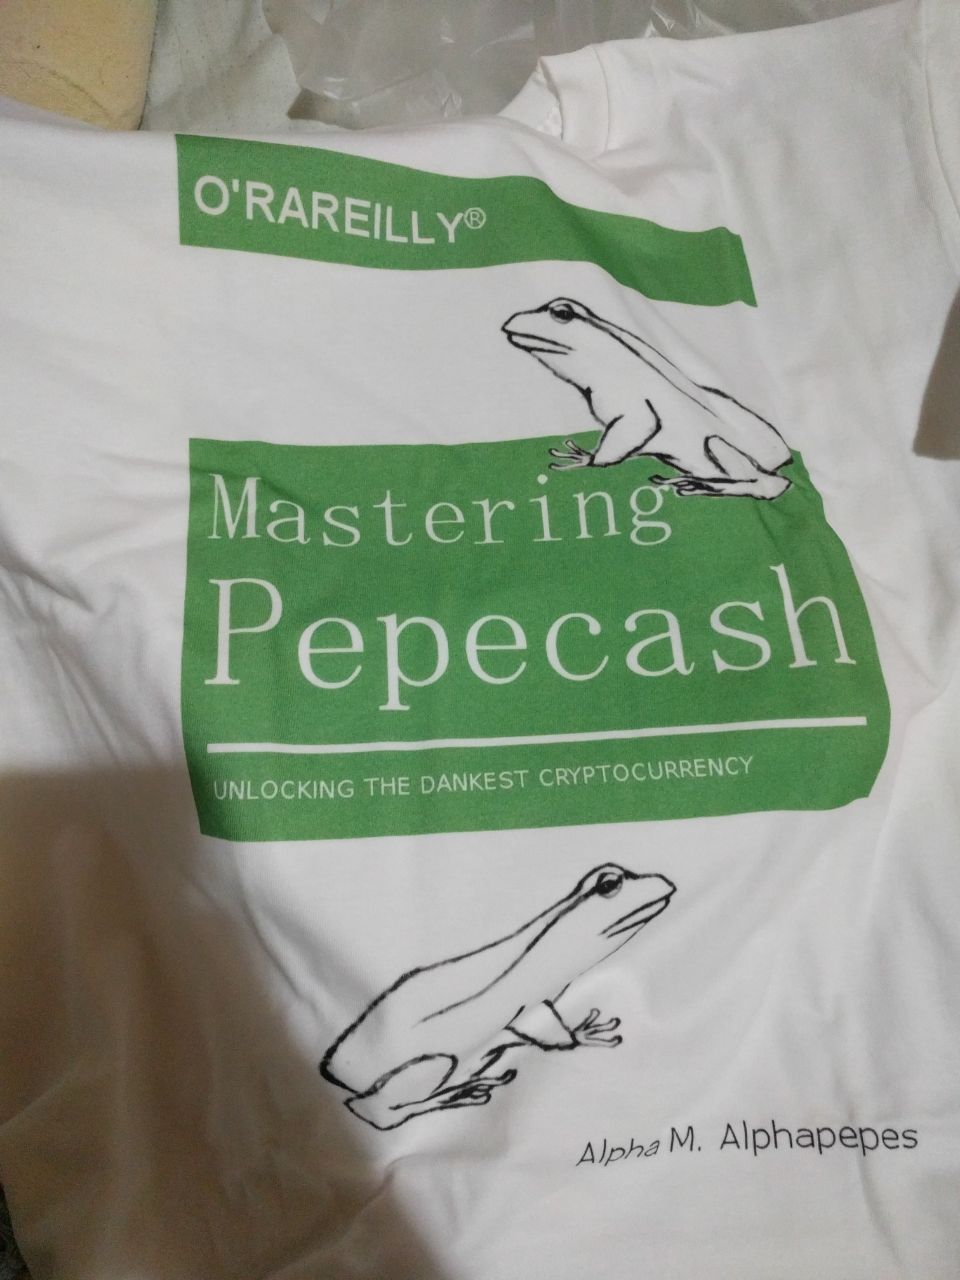 O'RAREILLY®
Mastering
Pepecash
UNLOCKING THE DANKEST CRYPTOCURRENCY
Alpha M. Alphapepes